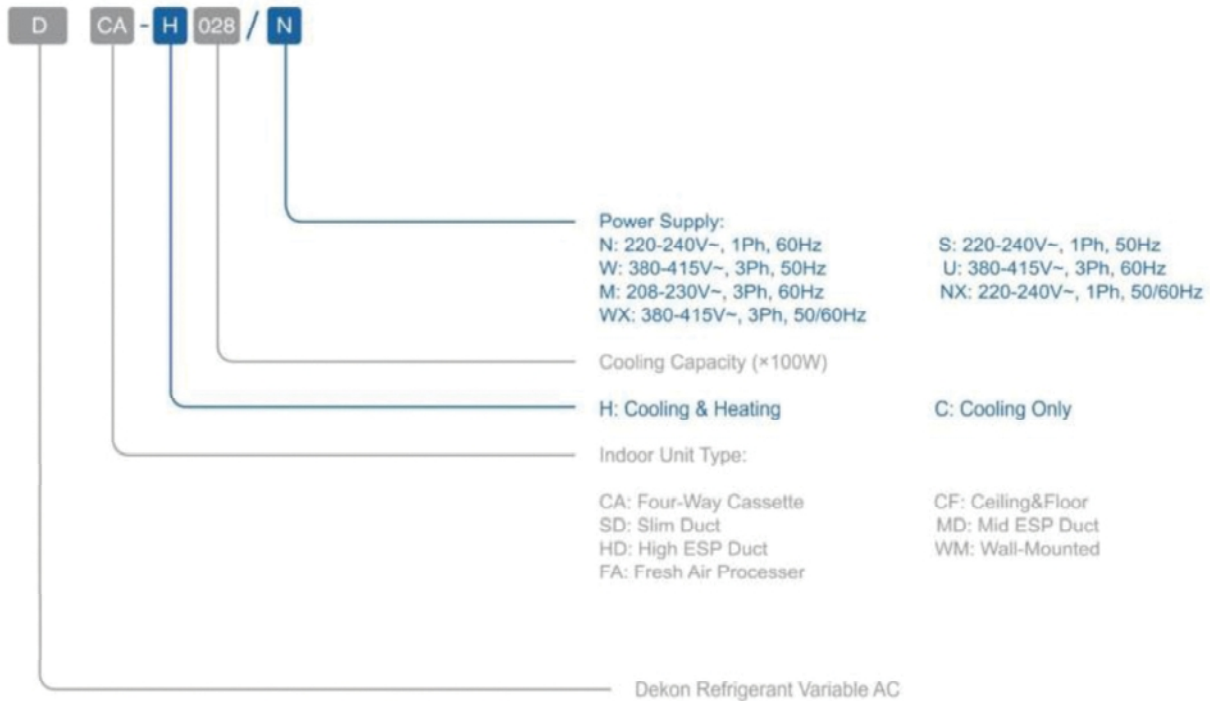 D CA - H 028 / N
Power Supply:
N: 220-240V~, 1Ph, 60Hz S: 220-240V~, 1Ph, 50Hz
W: 380-415V~, 3Ph, 50Hz U: 380-415V~, 3Ph, 60Hz
M: 208-230V~, 3Ph, 60Hz NX: 220-240V~, 1Ph, 50/60Hz
WX: 380-415V~, 3Ph, 50/60Hz
Cooling Capacity (×100W)
H: Cooling & Heating C: Cooling Only
Indoor Unit Type:
CA: Four-Way Cassette CF: Ceiling&Floor
SD: Slim Duct MD: Mid ESP Duct
HD: High ESP Duct WM: Wall-Mounted
FA: Fresh Air Processer
Dekon Refrigerant Variable AC